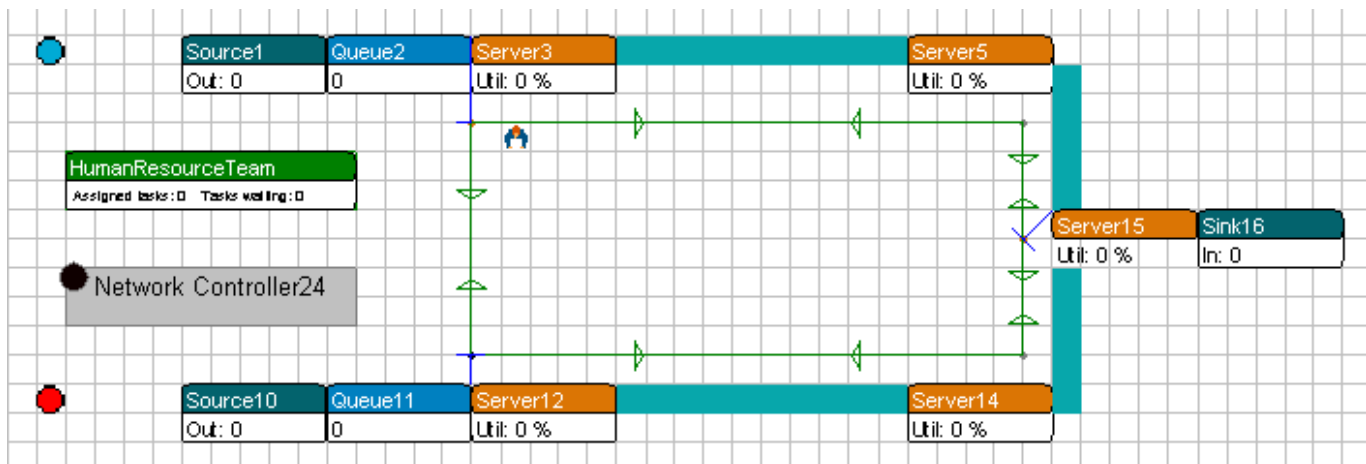 Source1 Queue2 Server3 Server5
Out: 0 0 Util: 0 % Util: 0 %
HumanResourceTeam
Assigned tasks: 0 Tasks waiting: 0
Server15 Sink16
Util: 0 % In: 0
Network Controller24
Source10 Queue11 Server12 Server14
Out: 0 0 Util: 0 % Util: 0 %